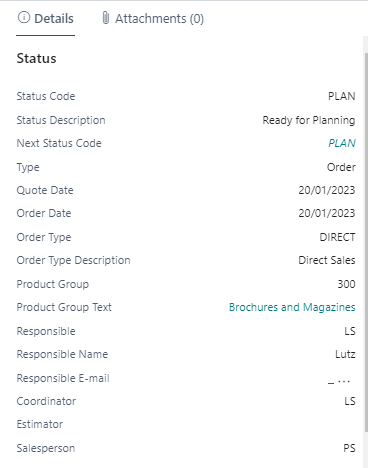 Details Attachments (0)
Status
Status Code PLAN
Status Description Ready for Planning
Next Status Code PLAN
Type Order
Quote Date 20/01/2023
Order Date 20/01/2023
Order Type DIRECT
Order Type Description Direct Sales
Product Group 300
Product Group Text Brochures and Magazines
Responsible LS
Responsible Name Lutz
Responsible E-mail _ ...
Coordinator LS
Estimator
Salesperson PS